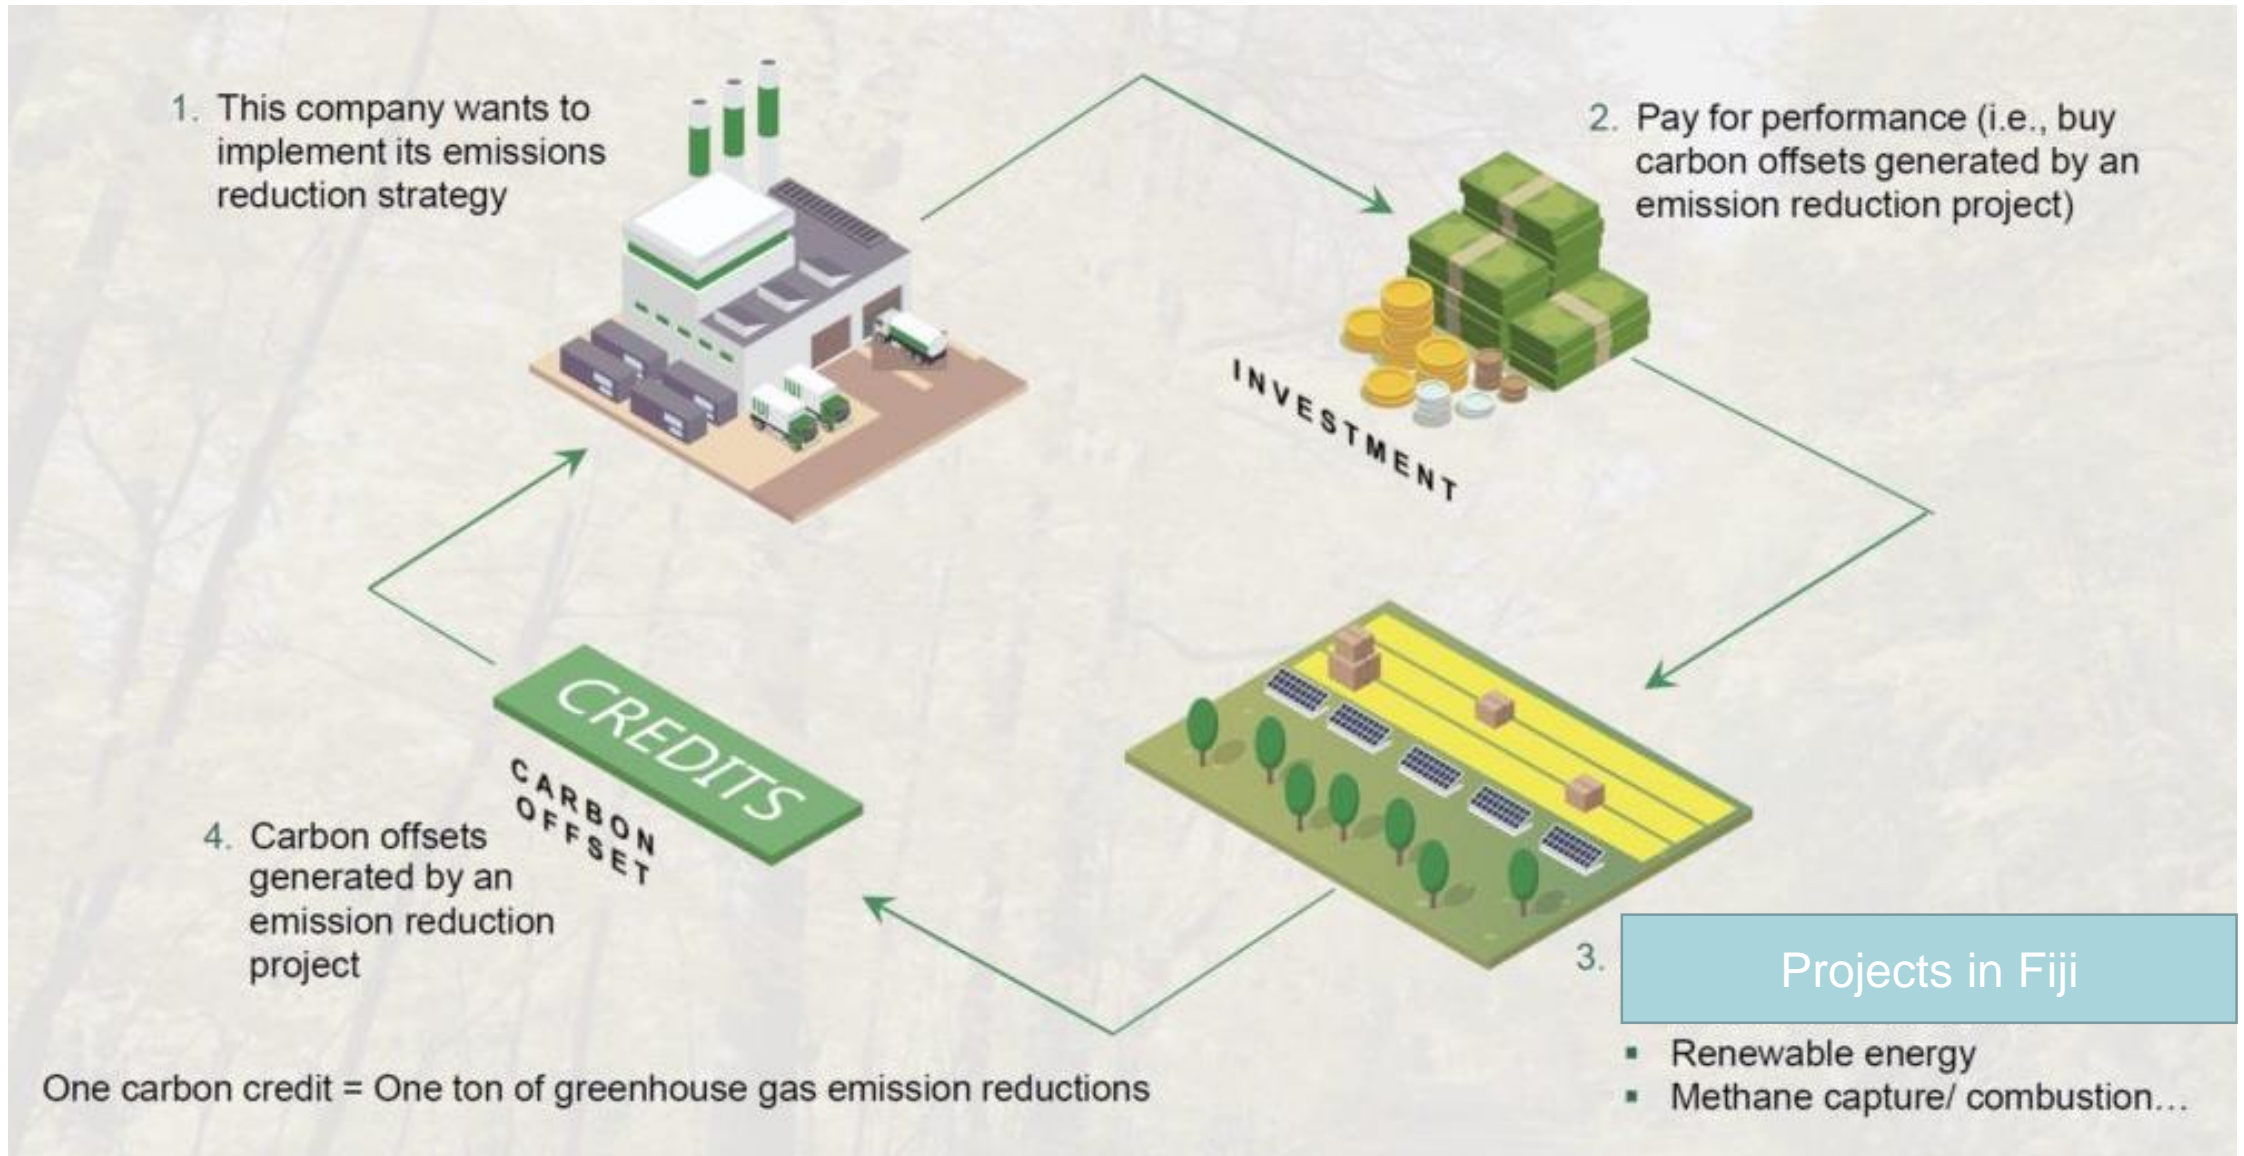 1. This company wants to
implement its emissions
reduction strategy
2. Pay for performance (i.e., buy
carbon offsets generated by an
emission reduction project)
INVESTMENT
CREDITS
CARBON
OFFSET
4. Carbon offsets
generated by an
emission reduction
project
3. Projects in Fiji
▪ Renewable energy
▪ Methane capture/ combustion…
One carbon credit = One ton of greenhouse gas emission reductions